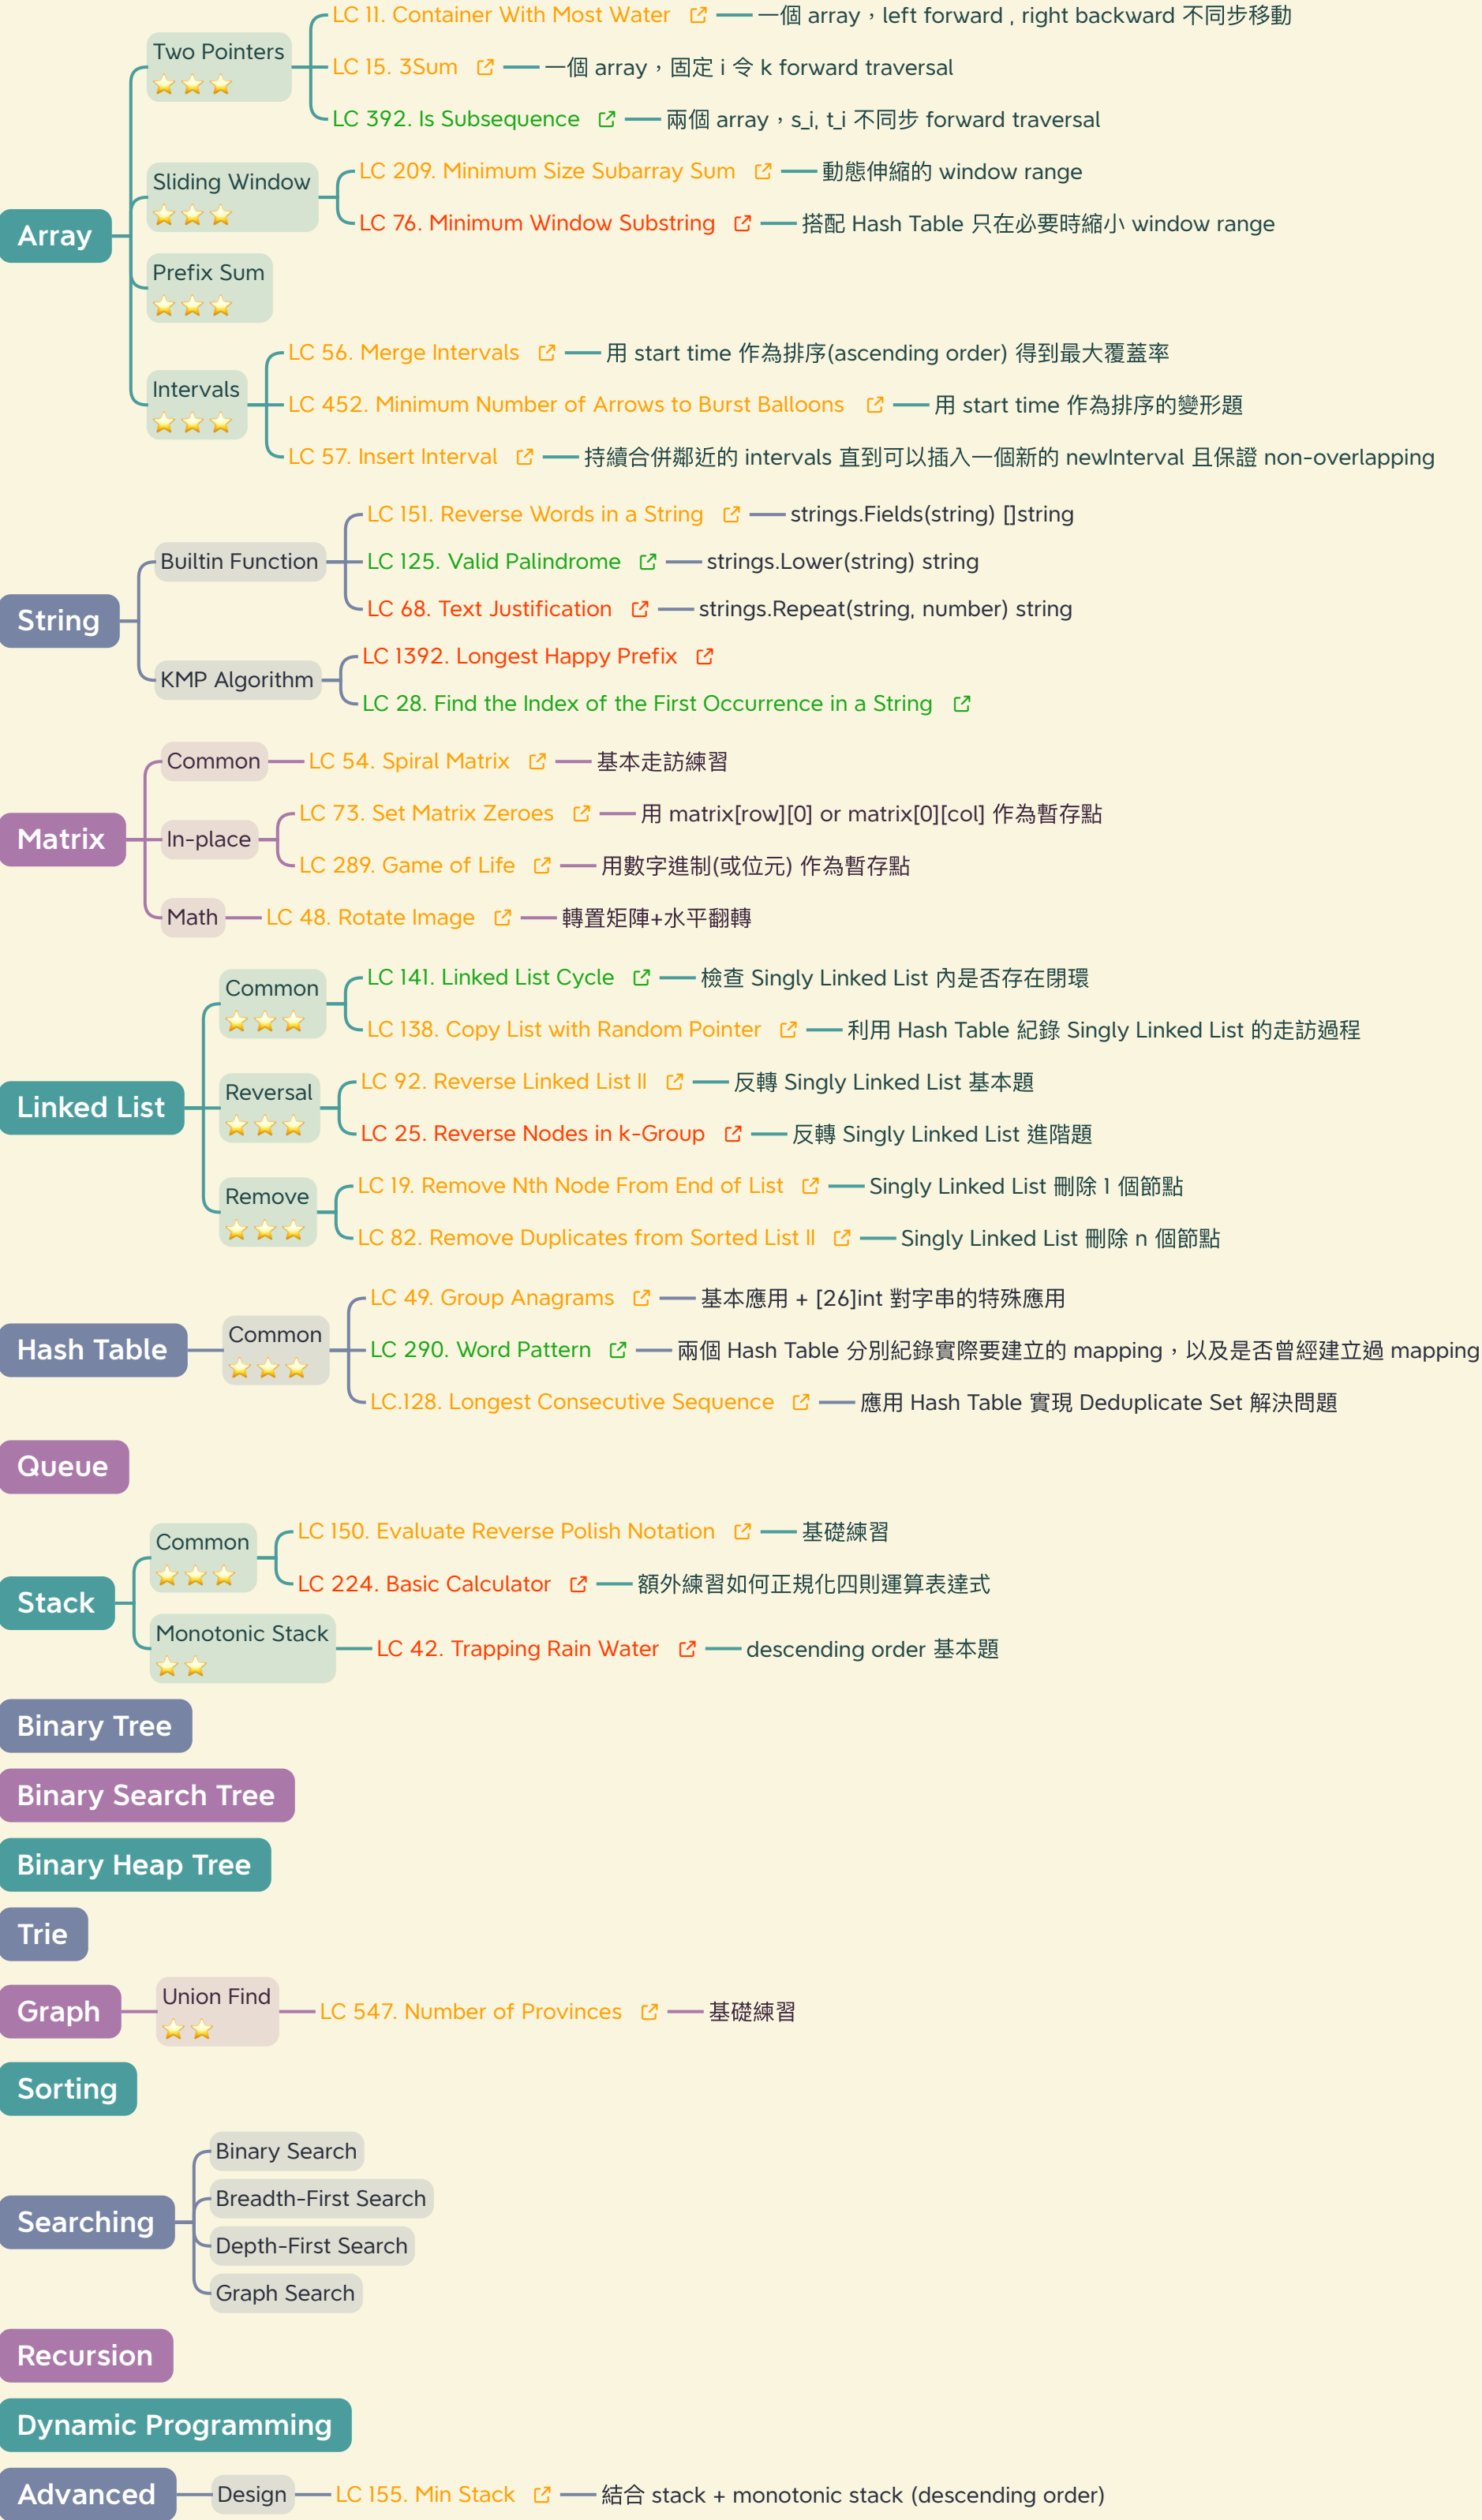 Array
Two Pointers
LC 11. Container With Most Water 一個 array，left forward , right backward 不同步移動
LC 15. 3Sum 一個 array，固定 i 令 k forward traversal
LC 392. Is Subsequence 兩個 array，s_i, t_i 不同步 forward traversal
Sliding Window
LC 209. Minimum Size Subarray Sum 動態伸縮的 window range
LC 76. Minimum Window Substring 搭配 Hash Table 只在必要時縮小 window range
Prefix Sum
Intervals
LC 56. Merge Intervals 用 start time 作為排序(ascending order) 得到最大覆蓋率
LC 452. Minimum Number of Arrows to Burst Balloons 用 start time 作為排序的變形題
LC 57. Insert Interval 持續合併鄰近的 intervals 直到可以插入一個新的 newInterval 且保證 non-overlapping
String
Builtin Function
LC 151. Reverse Words in a String strings.Fields(string) []string
LC 125. Valid Palindrome strings.Lower(string) string
LC 68. Text Justification strings.Repeat(string, number) string
KMP Algorithm
LC 1392. Longest Happy Prefix
LC 28. Find the Index of the First Occurrence in a String
Matrix
Common
LC 54. Spiral Matrix 基本走訪練習
In-place
LC 73. Set Matrix Zeroes 用 matrix[row][0] or matrix[0][col] 作為暫存點
LC 289. Game of Life 用數字進制(或位元) 作為暫存點
Math
LC 48. Rotate Image 轉置矩陣+水平翻轉
Linked List
Common
LC 141. Linked List Cycle 檢查 Singly Linked List 內是否存在閉環
LC 138. Copy List with Random Pointer 利用 Hash Table 紀錄 Singly Linked List 的走訪過程
Reversal
LC 92. Reverse Linked List II 反轉 Singly Linked List 基本題
LC 25. Reverse Nodes in k-Group 反轉 Singly Linked List 進階題
Remove
LC 19. Remove Nth Node From End of List Singly Linked List 刪除 1 個節點
LC 82. Remove Duplicates from Sorted List II Singly Linked List 刪除 n 個節點
Hash Table
Common
LC 49. Group Anagrams 基本應用 + [26]int 對字串的特殊應用
LC 290. Word Pattern 兩個 Hash Table 分別紀錄實際要建立的 mapping，以及是否曾經建立過 mapping
LC.128. Longest Consecutive Sequence 應用 Hash Table 實現 Deduplicate Set 解決問題
Queue
Stack
Common
LC 150. Evaluate Reverse Polish Notation 基礎練習
LC 224. Basic Calculator 額外練習如何正規化四則運算表達式
Monotonic Stack
LC 42. Trapping Rain Water descending order 基本題
Binary Tree
Binary Search Tree
Binary Heap Tree
Trie
Graph
Union Find
LC 547. Number of Provinces 基礎練習
Sorting
Searching
Binary Search
Breadth-First Search
Depth-First Search
Graph Search
Recursion
Dynamic Programming
Advanced
Design
LC 155. Min Stack 結合 stack + monotonic stack (descending order)